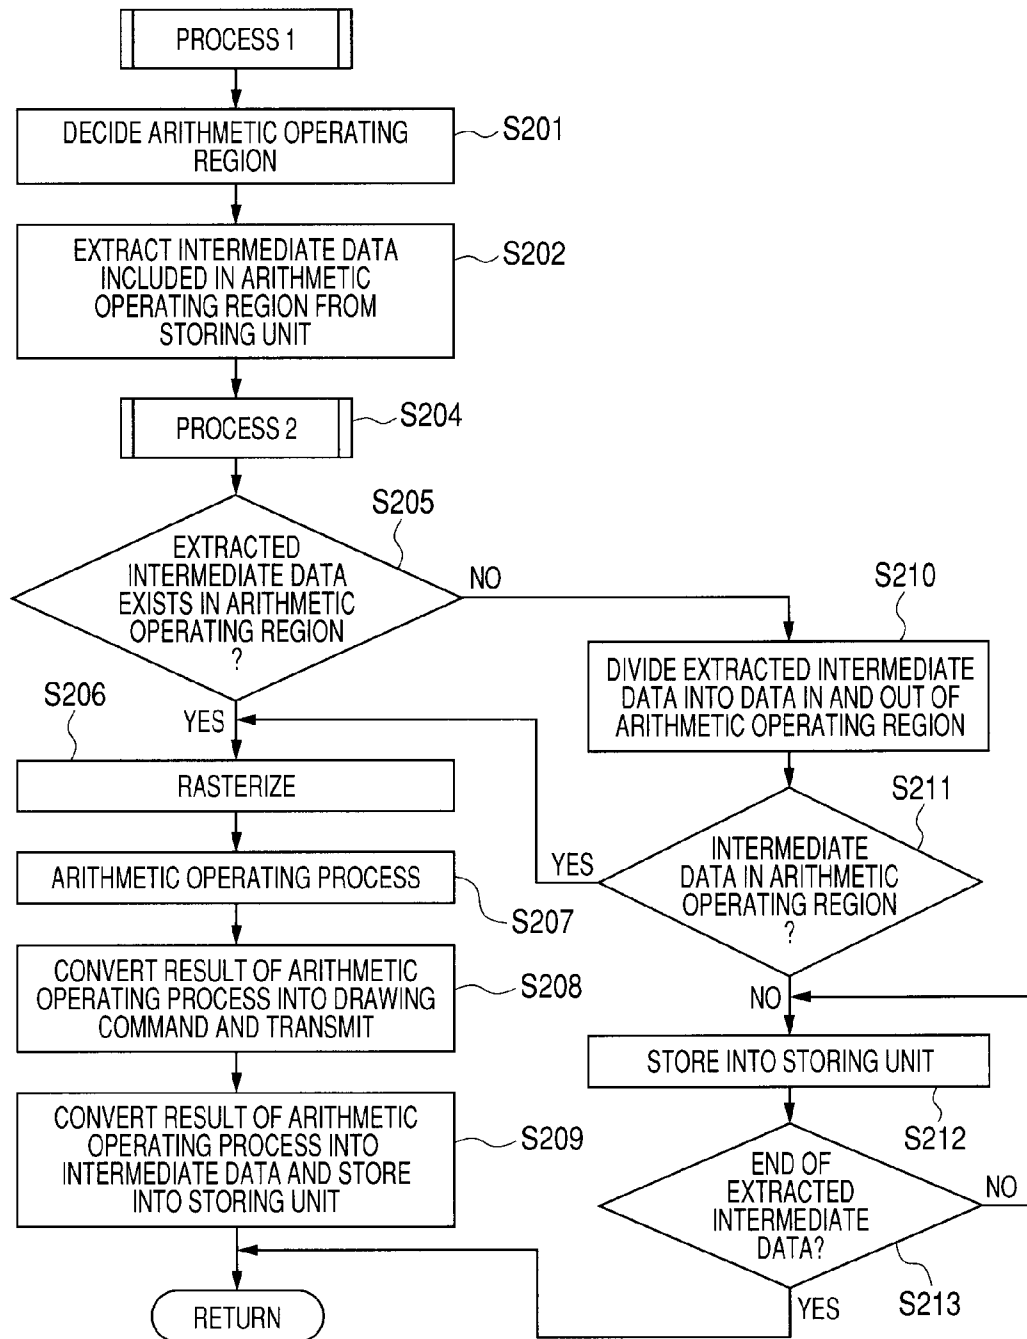 PROCESS 1
DECIDE ARITHMETIC OPERATING
REGION
S201
EXTRACT INTERMEDIATE DATA
INCLUDED IN ARITHMETIC
OPERATING REGION FROM
STORING UNIT
S202
PROCESS 2
S204
S205
EXTRACTED
INTERMEDIATE DATA
EXISTS IN ARITHMETIC
OPERATING REGION
?
NO
YES
S206
RASTERIZE
ARITHMETIC OPERATING PROCESS
S207
CONVERT RESULT OF ARITHMETIC
OPERATING PROCESS INTO DRAWING
COMMAND AND TRANSMIT
S208
CONVERT RESULT OF ARITHMETIC
OPERATING PROCESS INTO
INTERMEDIATE DATA AND STORE
INTO STORING UNIT
S209
RETURN
S210
DIVIDE EXTRACTED INTERMEDIATE
DATA INTO DATA IN AND OUT OF
ARITHMETIC OPERATING REGION
S211
INTERMEDIATE
DATA IN ARITHMETIC
OPERATING REGION
?
YES
NO
STORE INTO STORING UNIT
S212
END OF
EXTRACTED
INTERMEDIATE
DATA?
NO
S213
YES